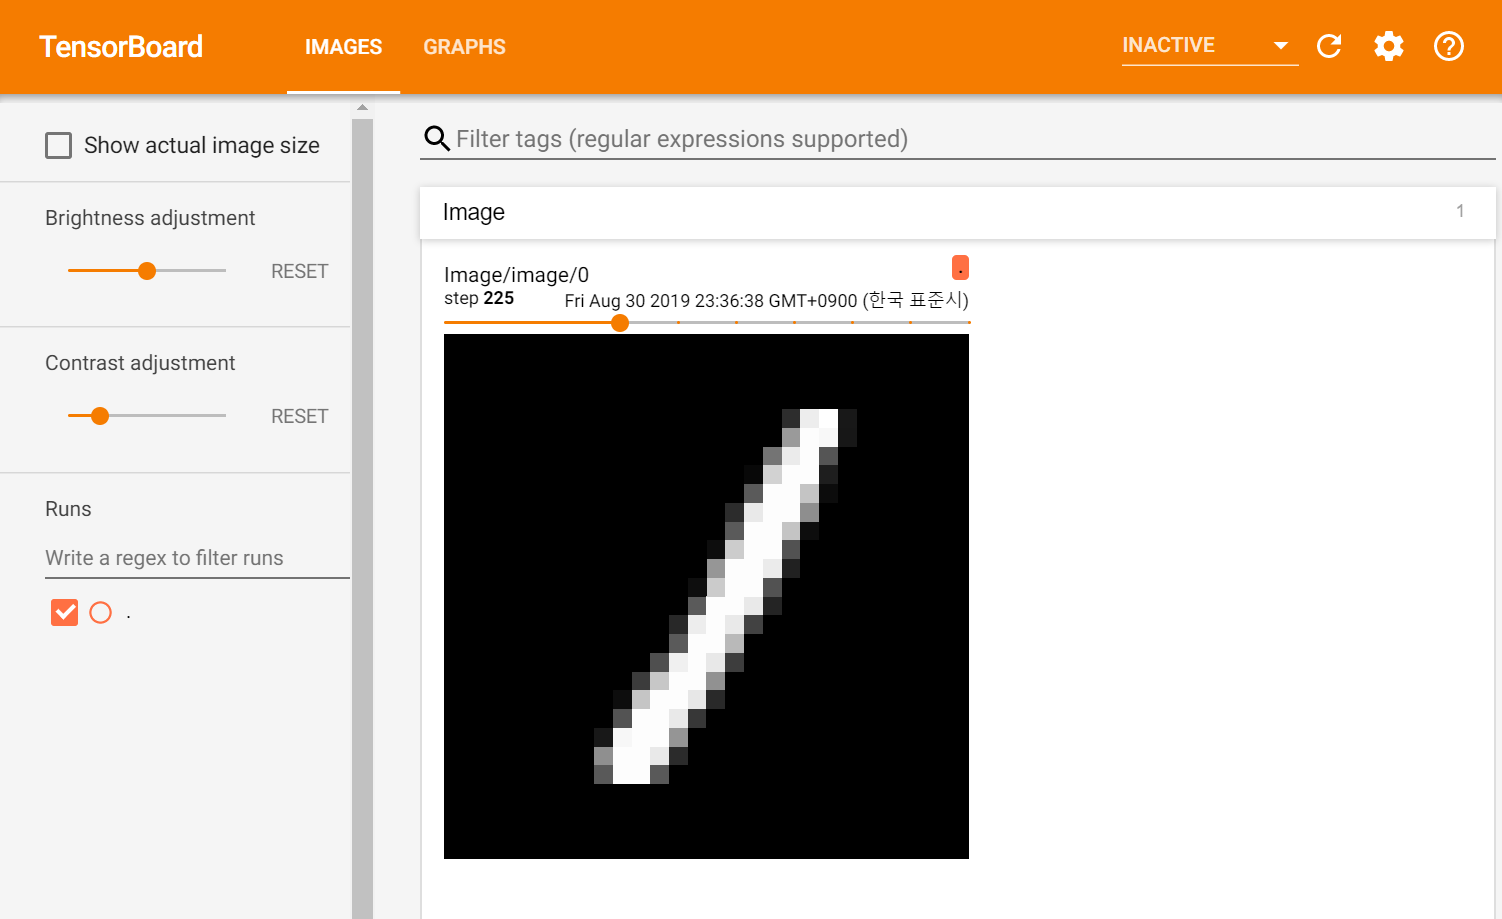 TensorBoard
IMAGES
GRAPHS
INACTIVE
Show actual image size
Brightness adjustment
RESET
Contrast adjustment
RESET
Runs
Write a regex to filter runs
.
Filter tags (regular expressions supported)
Image 1
Image/image/0 .
step 225 Fri Aug 30 2019 23:36:38 GMT+0900 (한국 표준시)